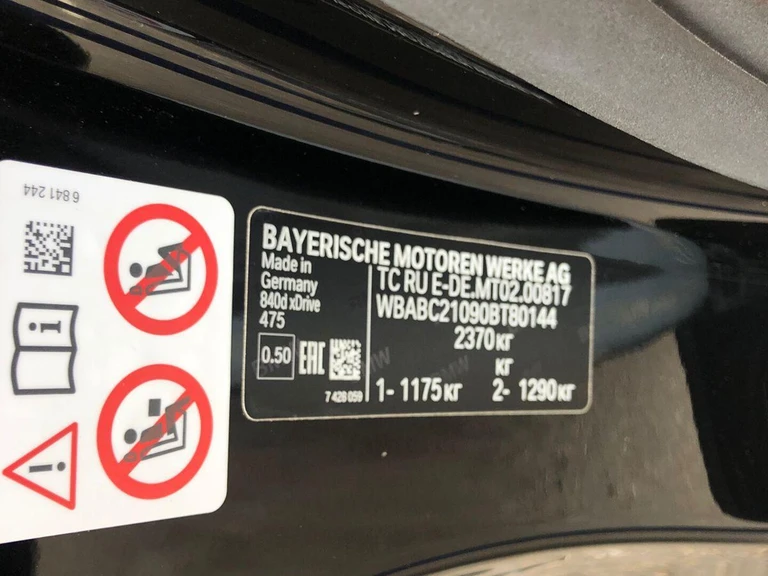 6 841 244
BAYERISCHE MOTOREN WERKE AG
Made in
Germany
840d xDrive
475
0.50
EAC
7 428 059
TC RU E-DE.MT02.00817
WBABC21090BT80144
2370 кг
кг
1- 1175 кг 2- 1290 кг